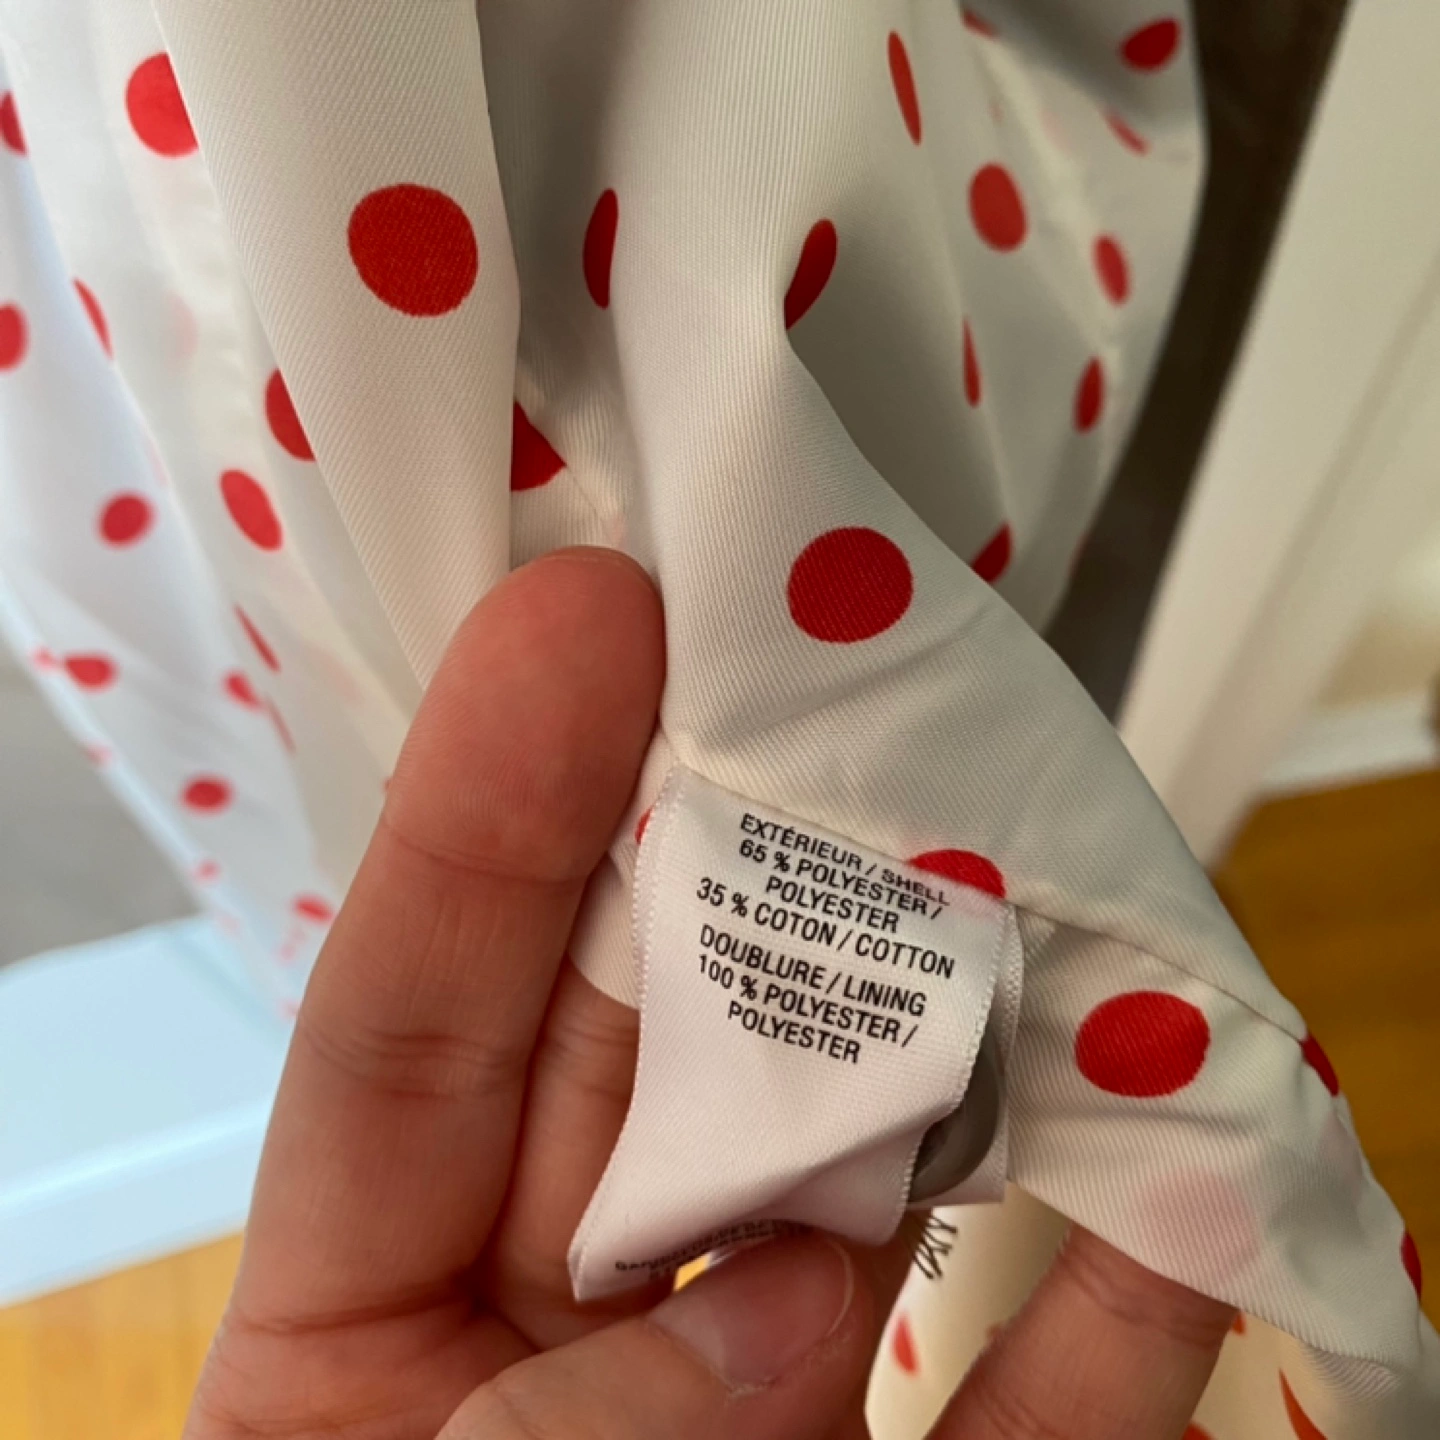 EXTÉRIEUR / SHELL
65 % POLYESTER /
POLYESTER
35 % COTON / COTTON
DOUBLURE / LINING
100 % POLYESTER /
POLYESTER